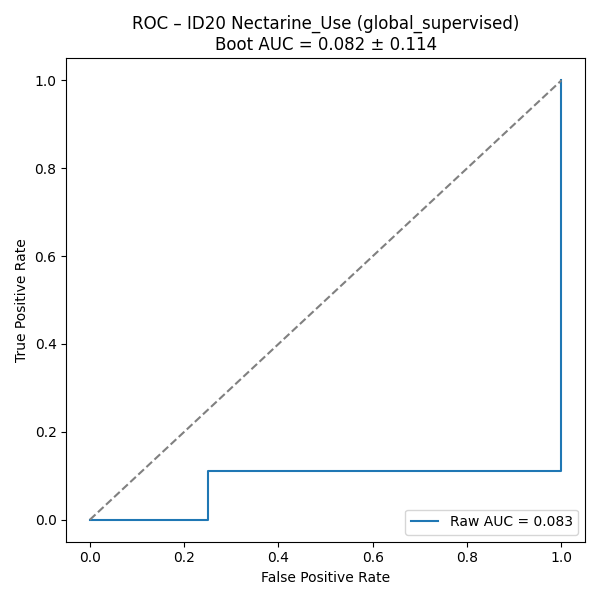 ROC – ID20 Nectarine_Use (global_supervised)
Boot AUC = 0.082 ± 0.114
True Positive Rate
1.0
0.8
0.6
0.4
0.2
0.0
Raw AUC = 0.083
0.0 0.2 0.4 0.6 0.8 1.0
False Positive Rate